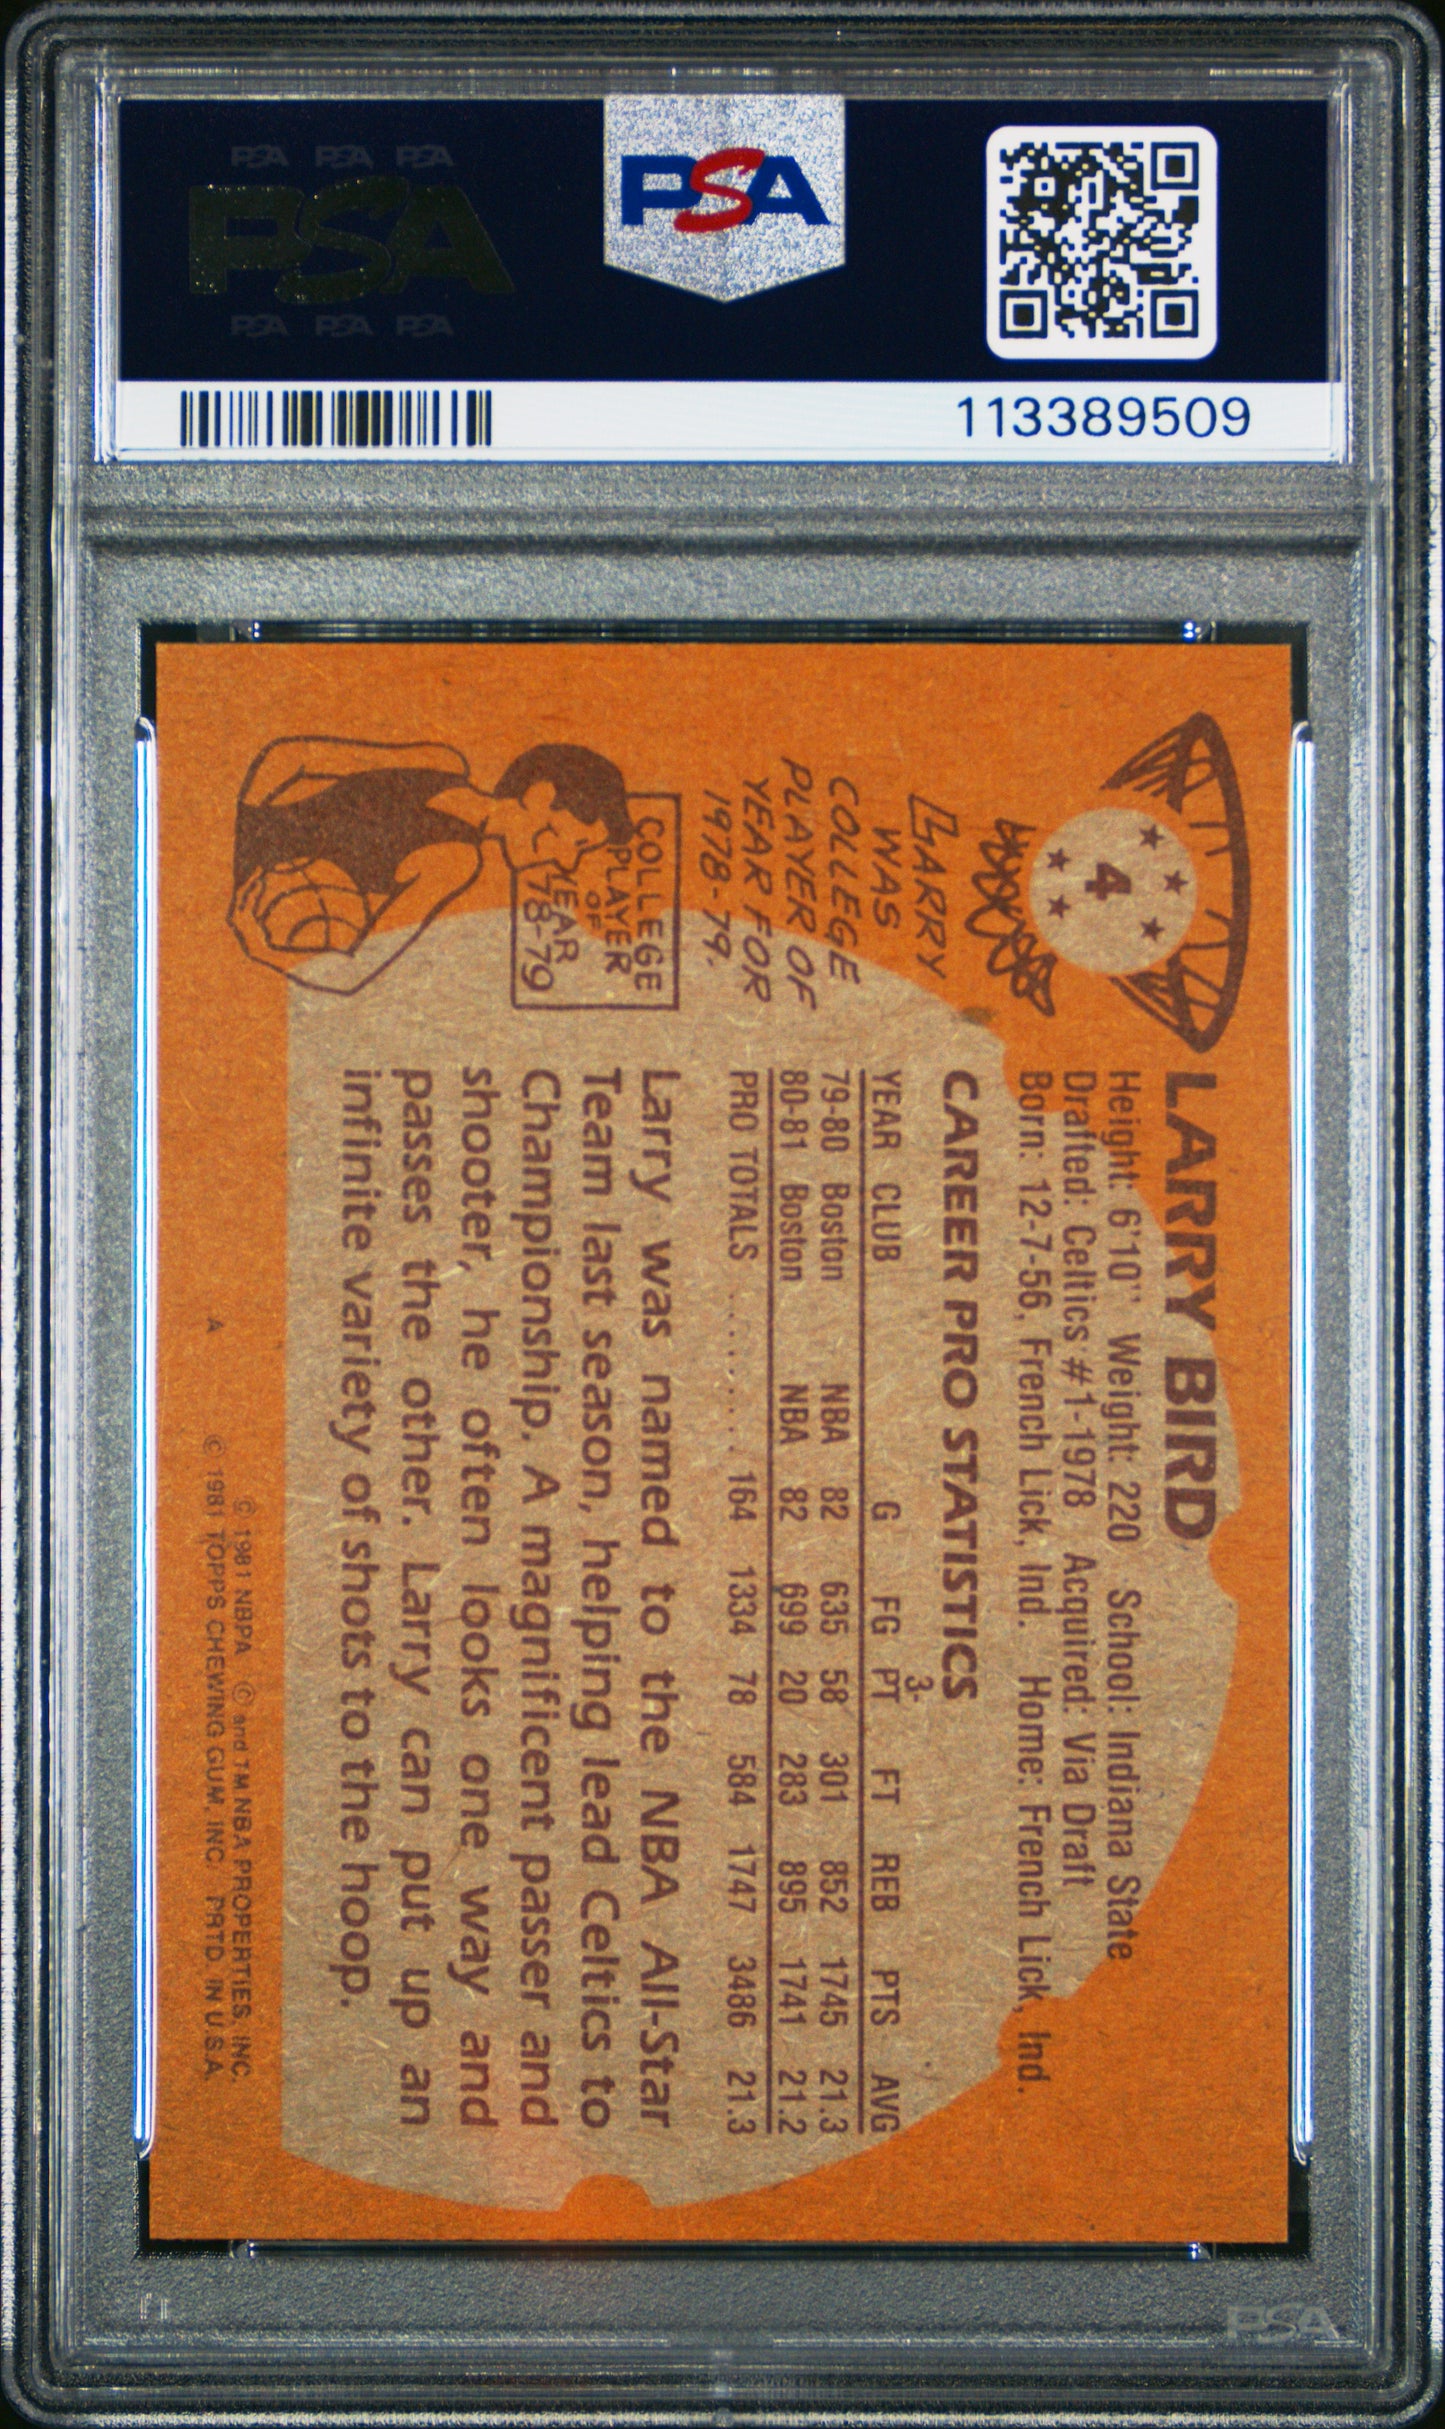 PSA PSA PSA
PSA
PSA PSA PSA
PSA
113389509
4
LARRY BIRD
Height: 6'10" Weight: 220 School: Indiana State
Drafted: Celtics #1-1978 Acquired: Via Draft
Born: 12-7-56, French Lick, Ind. Home: French Lick, Ind.
CAREER PRO STATISTICS
3-
YEAR CLUB G FG PT FT REB PTS AVG
79-80 Boston NBA 82 635 58 301 852 1745 21.3
80-81 Boston NBA 82 699 20 283 895 1741 21.2
PRO TOTALS ........ 164 1334 78 584 1747 3486 21.3
Larry was named to the NBA All-Star
Team last season, helping lead Celtics to
Championship. A magnificent passer and
shooter, he often looks one way and
passes the other. Larry can put up an
infinite variety of shots to the hoop.
LARRY
WAS
COLLEGE
PLAYER OF
YEAR FOR
1978-79.
COLLEGE
PLAYER
OF
YEAR
78-79
© 1981 NBPA © and TM NBA PROPERTIES, INC.
A © 1981 TOPPS CHEWING GUM, INC. PRTD. IN U.S.A.
PSA